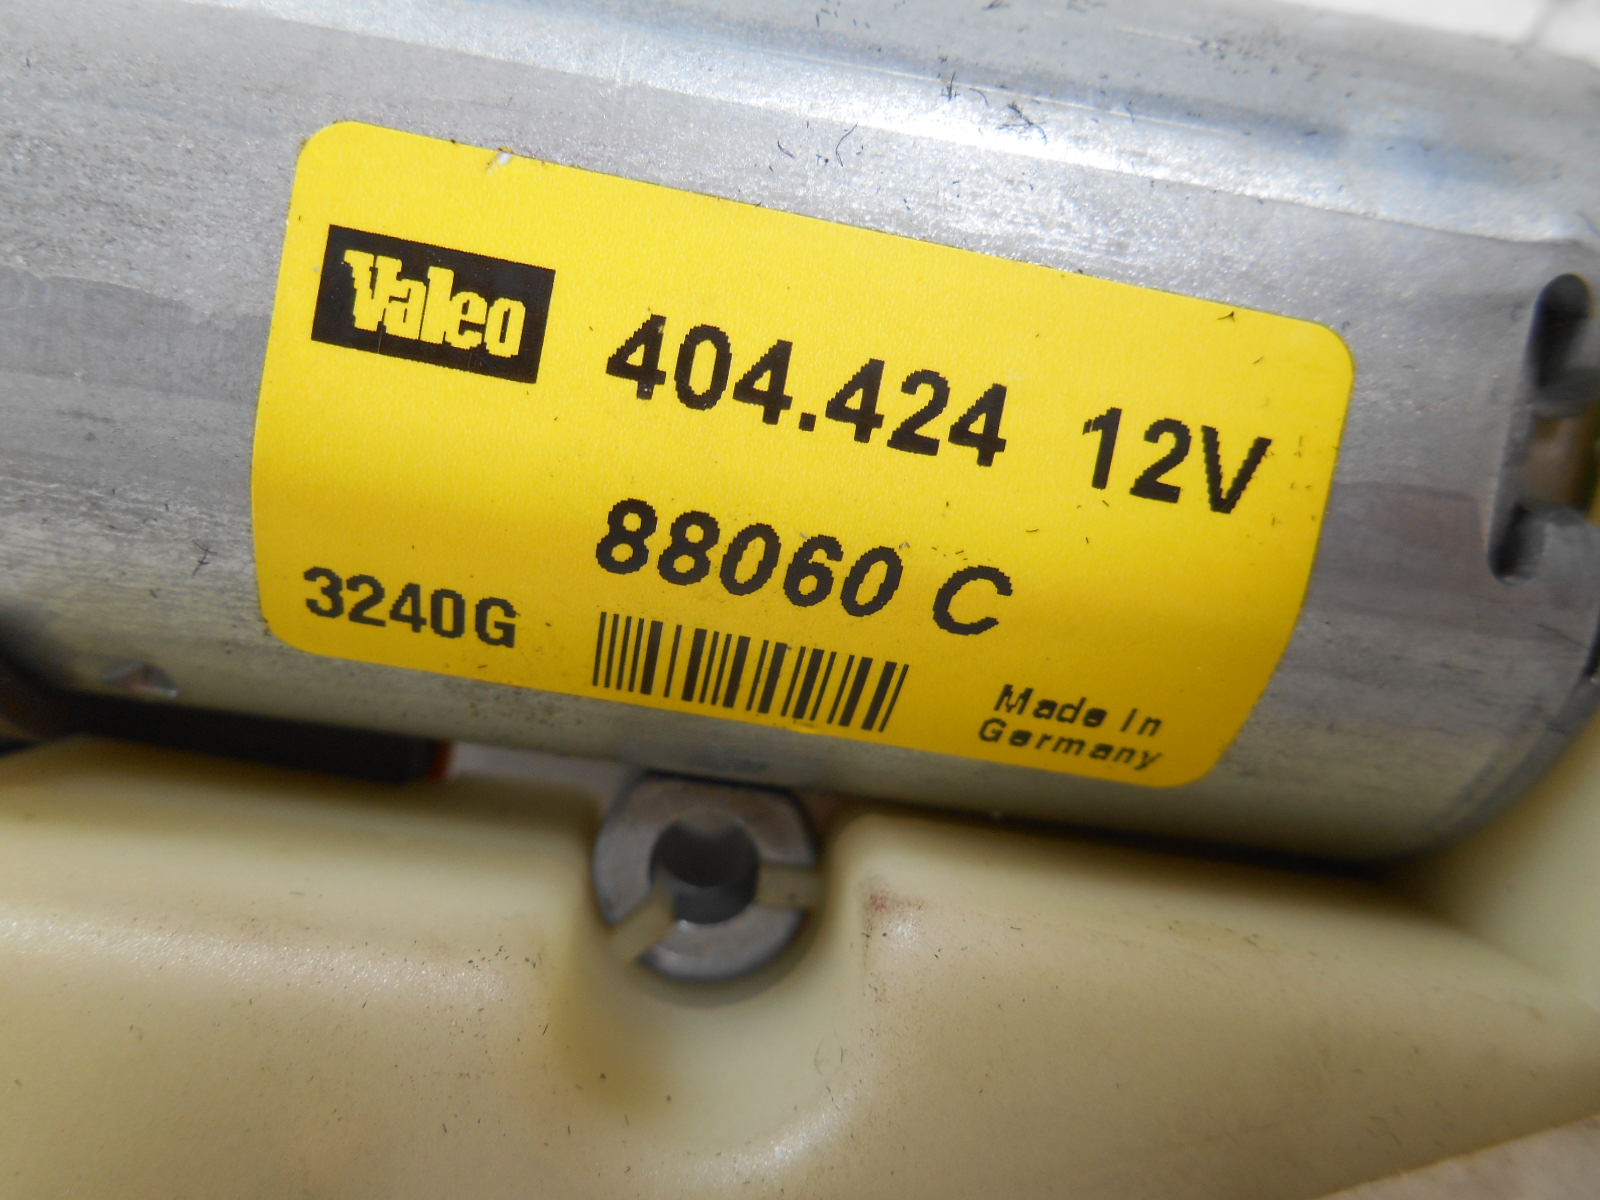 Valeo
404.424 12V
88060 C
3240G
Made In
Germany